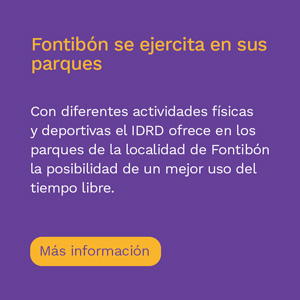 Fontibón se ejercita en sus
parques
Con diferentes actividades físicas
y deportivas el IDRD ofrece en los
parques de la localidad de Fontibón
la posibilidad de un mejor uso del
tiempo libre.
Más información